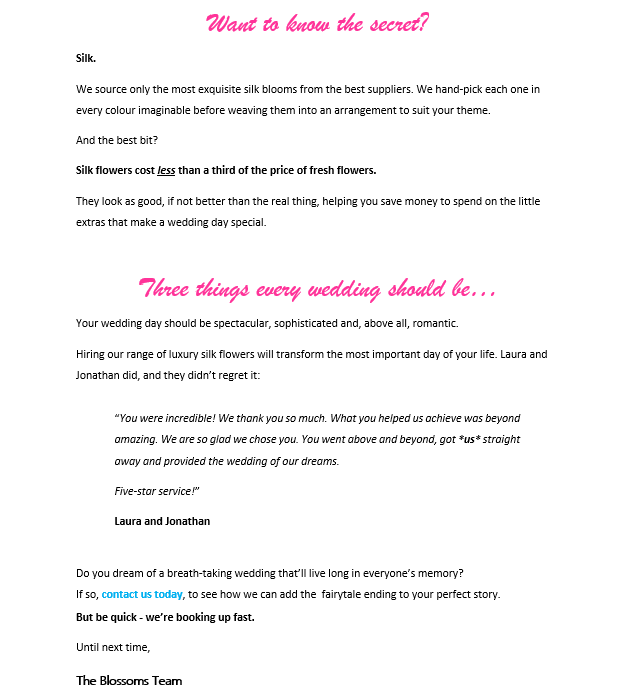 Want to know the secret?
Silk.
We source only the most exquisite silk blooms from the best suppliers. We hand-pick each one in
every colour imaginable before weaving them into an arrangement to suit your theme.
And the best bit?
Silk flowers cost less than a third of the price of fresh flowers.
They look as good, if not better than the real thing, helping you save money to spend on the little
extras that make a wedding day special.
Three things every wedding should be...
Your wedding day should be spectacular, sophisticated and, above all, romantic.
Hiring our range of luxury silk flowers will transform the most important day of your life. Laura and
Jonathan did, and they didn't regret it:
"You were incredible! We thank you so much. What you helped us achieve was beyond
amazing. We are so glad we chose you. You went above and beyond, got *us* straight
away and provided the wedding of our dreams.
Five-star service!"
Laura and Jonathan
Do you dream of a breath-taking wedding that'll live long in everyone's memory?
If so, contact us today, to see how we can add the  fairytale ending to your perfect story.
But be quick - we're booking up fast.
Until next time,
The Blossoms Team